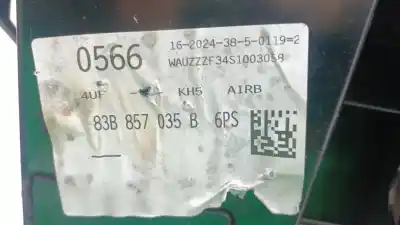 0566 16-2024-38-5-0119=2
WAUZZZF34S1003058
4UF KH5 AIRB
83B 857 035 B 6PS